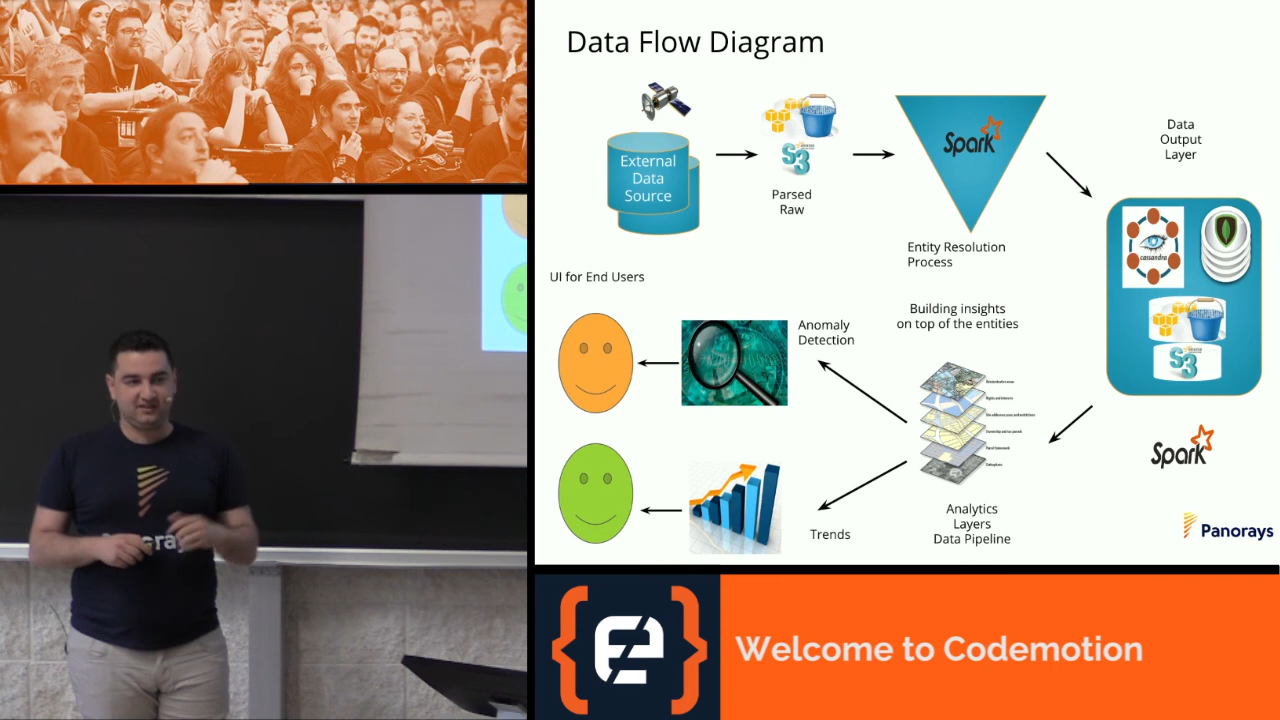 Data Flow Diagram
External
Data
Source
S3
Parsed
Raw
Spark
Entity Resolution
Process
Data
Output
Layer
cassandra
S3
Spark
Building insights
on top of the entities
Analytics
Layers
Data Pipeline
Anomaly
Detection
Trends
UI for End Users
Panorays
Welcome to Codemotion